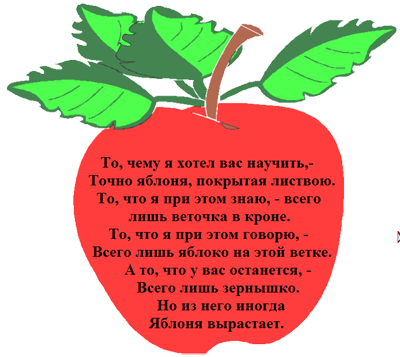 То, чему я хотел вас научить,-
Точно яблоня, покрытая листвою.
То, что я при этом знаю, - всего
лишь веточка в кроне.
То, что я при этом говорю, -
Всего лишь яблоко на этой ветке.
А то, что у вас останется, -
Всего лишь зернышко.
Но из него иногда
Яблоня вырастает.